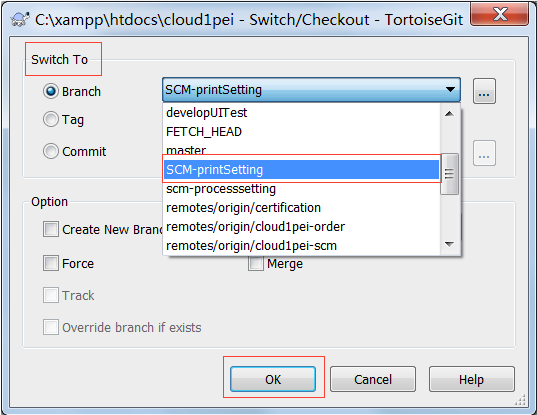 C:\xampp\htdocs\cloud1pei - Switch/Checkout - TortoiseGit
Switch To
Branch
SCM-printSetting
...
developUITest
Tag
FETCH_HEAD
master
Commit
...
SCM-printSetting
scm-processsetting
Option
remotes/origin/certification
Create New Branc
remotes/origin/cloud1pei-order
remotes/origin/cloud1pei-scm
Force
Merge
Track
Override branch if exists
OK
Cancel
Help